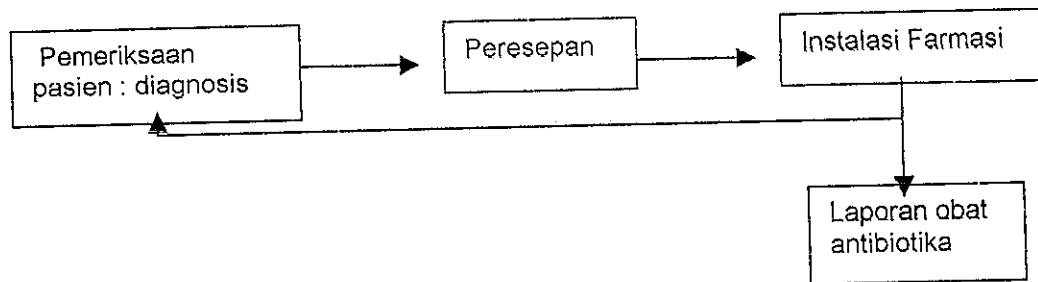 Pemeriksaan
pasien : diagnosis
Peresepan
Instalasi Farmasi
Laporan obat
antibiotika